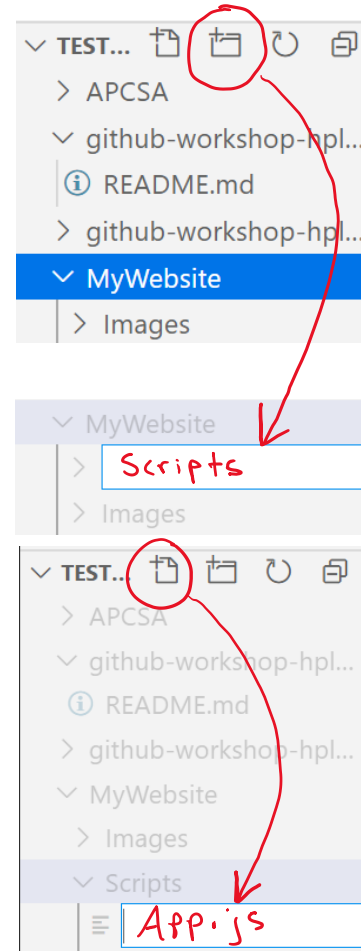 TEST...
APCSA
github-workshop-hpl...
README.md
github-workshop-hpl...
MyWebsite
Images
MyWebsite
Scripts
Images
TEST...
APCSA
github-workshop-hpl...
README.md
github-workshop-hpl...
MyWebsite
Images
Scripts
App.js